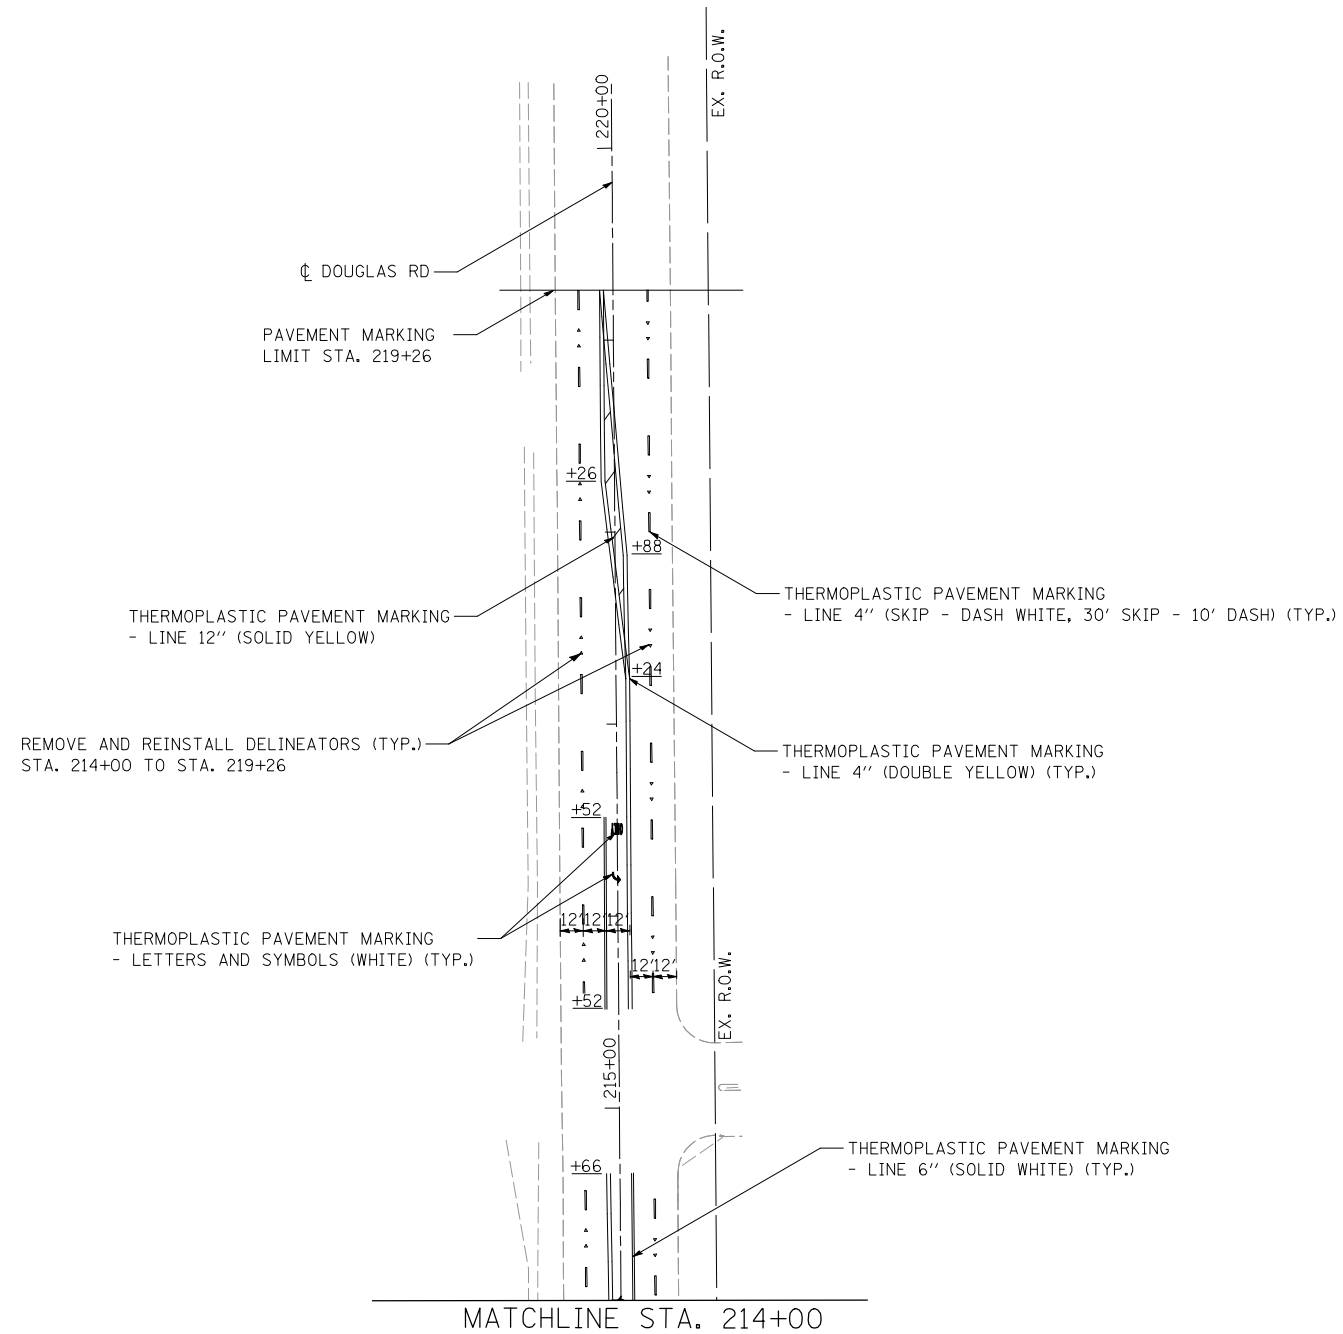 EX. R.O.W.
220+00
℄ DOUGLAS RD
PAVEMENT MARKING
LIMIT STA. 219+26
+26
+88
THERMOPLASTIC PAVEMENT MARKING
- LINE 4" (SKIP - DASH WHITE, 30' SKIP - 10' DASH) (TYP.)
THERMOPLASTIC PAVEMENT MARKING
- LINE 12" (SOLID YELLOW)
+24
REMOVE AND REINSTALL DELINEATORS (TYP.)
STA. 214+00 TO STA. 219+26
THERMOPLASTIC PAVEMENT MARKING
- LINE 4" (DOUBLE YELLOW) (TYP.)
+52
12' 12' 12'
THERMOPLASTIC PAVEMENT MARKING
- LETTERS AND SYMBOLS (WHITE) (TYP.)
12' 12'
EX. R.O.W.
+52
215+00
THERMOPLASTIC PAVEMENT MARKING
- LINE 6" (SOLID WHITE) (TYP.)
+66
MATCHLINE STA. 214+00